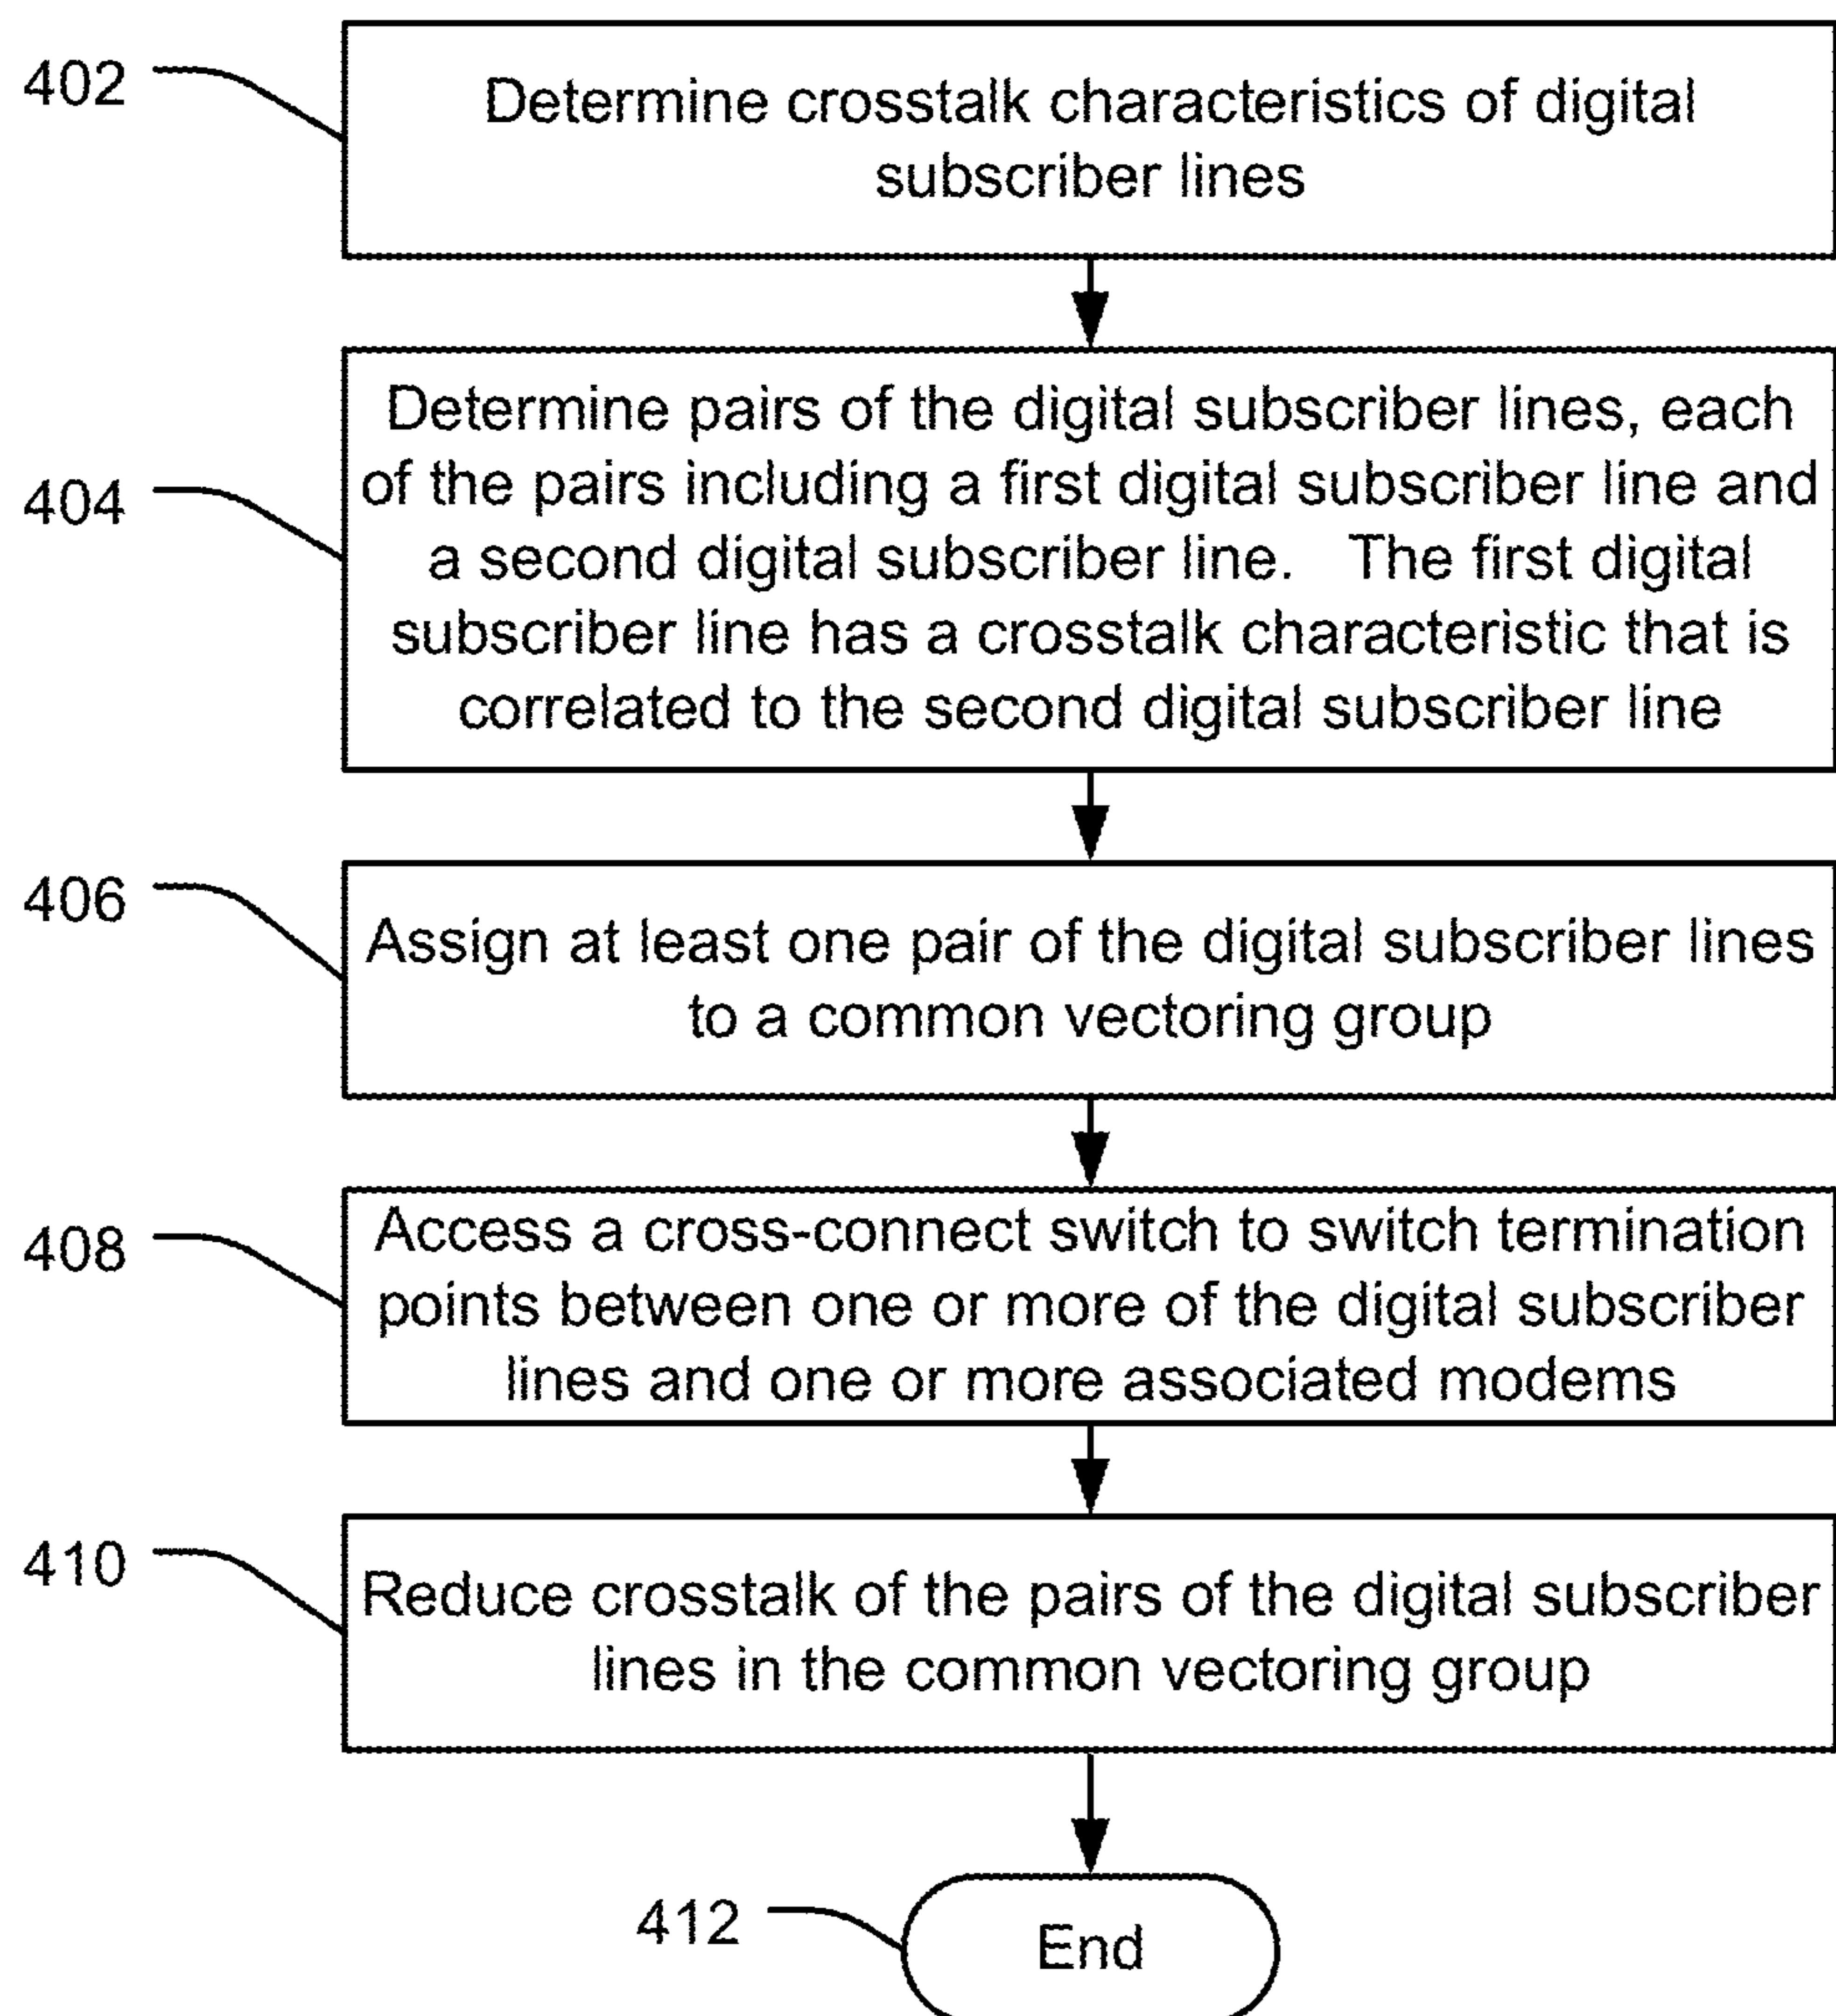 402
Determine crosstalk characteristics of digital
subscriber lines
404
Determine pairs of the digital subscriber lines, each
of the pairs including a first digital subscriber line and
a second digital subscriber line. The first digital
subscriber line has a crosstalk characteristic that is
correlated to the second digital subscriber line
406
Assign at least one pair of the digital subscriber lines
to a common vectoring group
408
Access a cross-connect switch to switch termination
points between one or more of the digital subscriber
lines and one or more associated modems
410
Reduce crosstalk of the pairs of the digital subscriber
lines in the common vectoring group
412
End